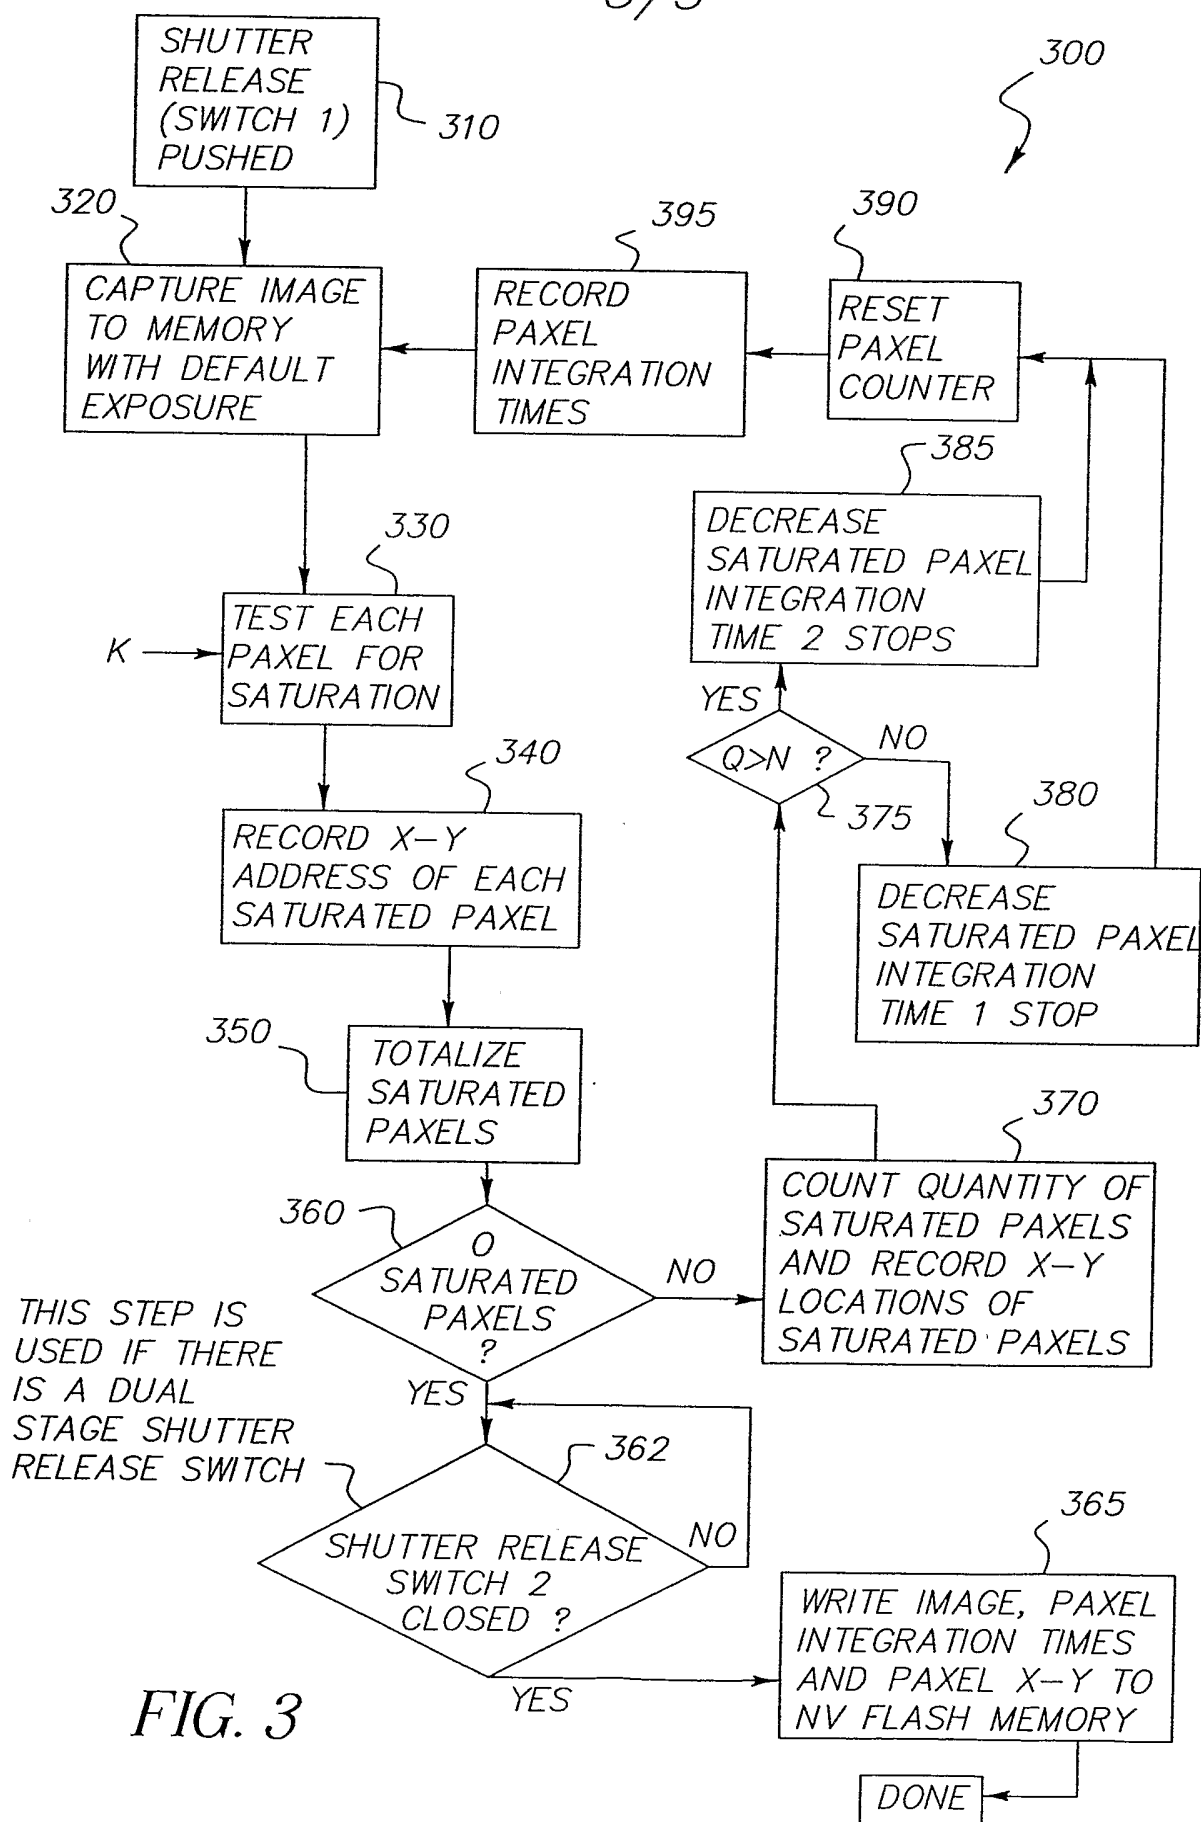 SHUTTER
RELEASE
(SWITCH 1)
PUSHED
310
300
320
CAPTURE IMAGE
TO MEMORY
WITH DEFAULT
EXPOSURE
395
RECORD
PAXEL
INTEGRATION
TIMES
390
RESET
PAXEL
COUNTER
385
DECREASE
SATURATED PAXEL
INTEGRATION
TIME 2 STOPS
330
K
TEST EACH
PAXEL FOR
SATURATION
YES
Q>N ?
NO
375
380
DECREASE
SATURATED PAXEL
INTEGRATION
TIME 1 STOP
340
RECORD X-Y
ADDRESS OF EACH
SATURATED PAXEL
350
TOTALIZE
SATURATED
PAXELS
370
COUNT QUANTITY OF
SATURATED PAXELS
AND RECORD X-Y
LOCATIONS OF
SATURATED PAXELS
360
0
SATURATED
PAXELS
?
NO
YES
THIS STEP IS
USED IF THERE
IS A DUAL
STAGE SHUTTER
RELEASE SWITCH
362
SHUTTER RELEASE
SWITCH 2
CLOSED ?
NO
YES
365
WRITE IMAGE, PAXEL
INTEGRATION TIMES
AND PAXEL X-Y TO
NV FLASH MEMORY
DONE
FIG. 3